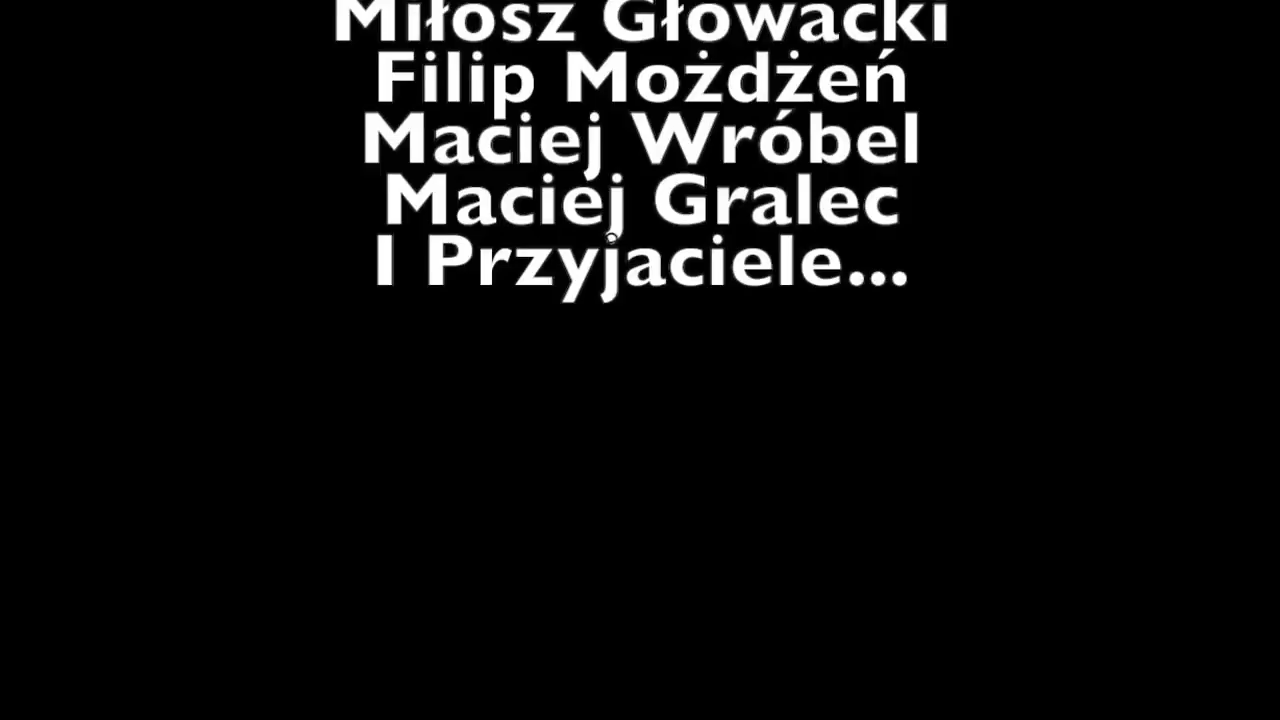 Miłosz Głowacki
Filip Możdżeń
Maciej Wróbel
Maciej Gralec
I Przyjaciele...